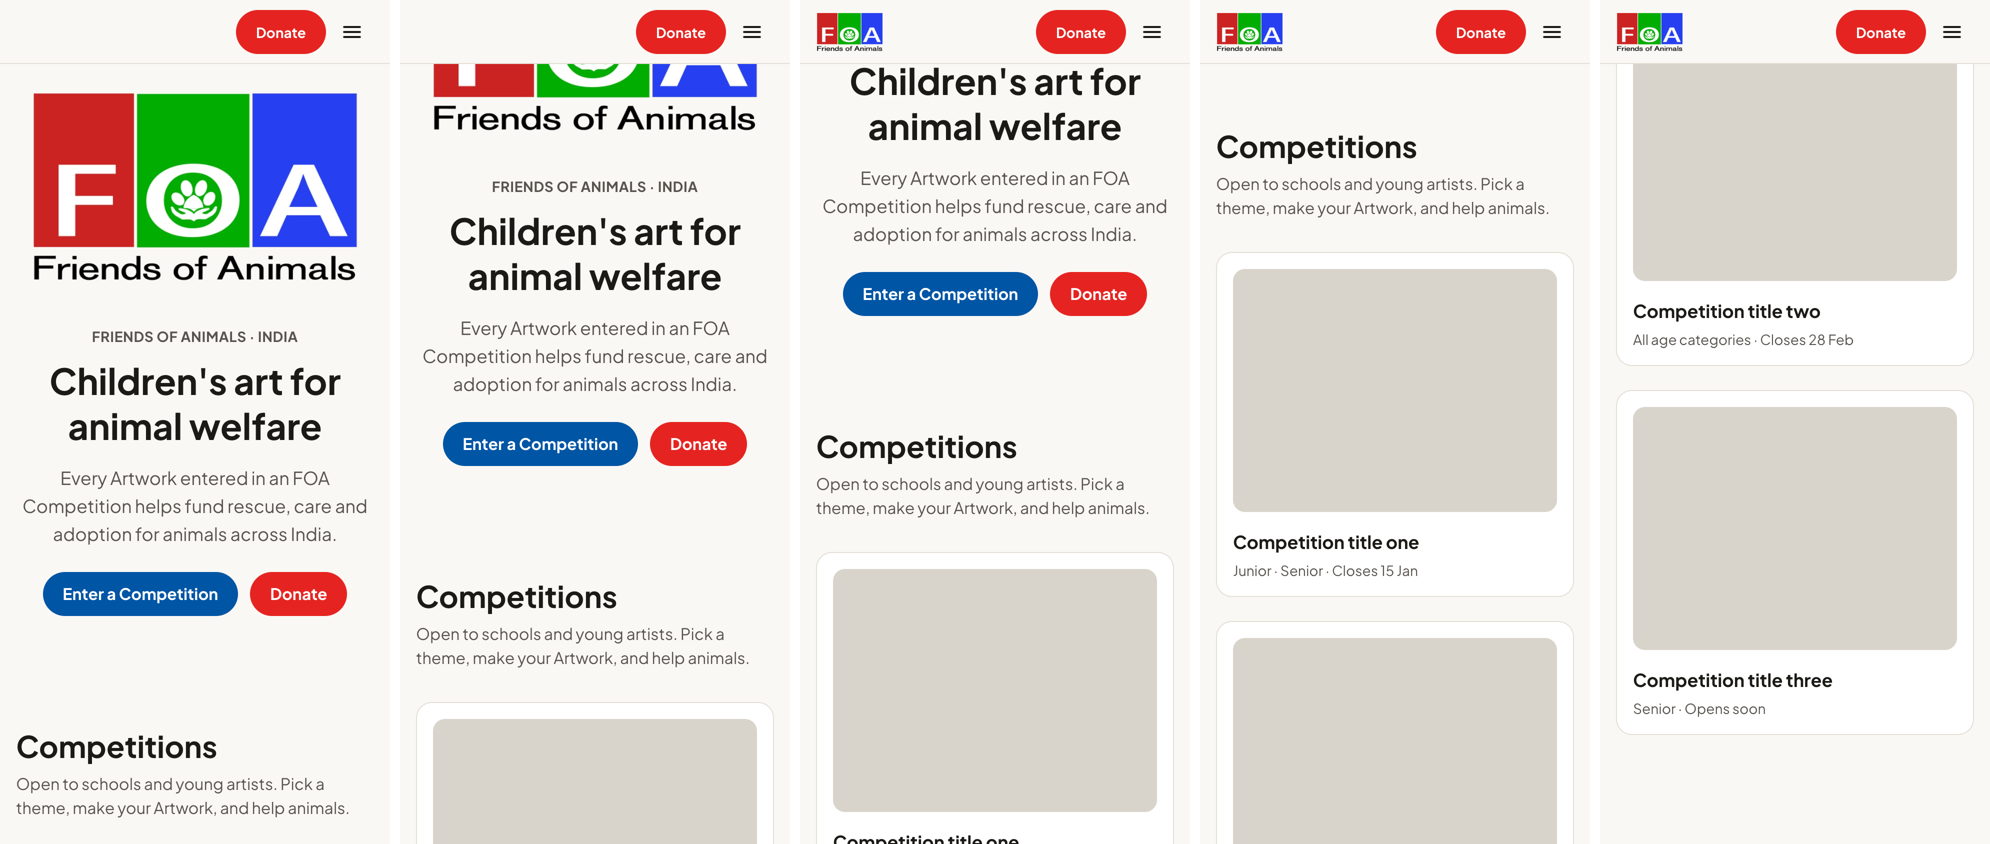 Donate
FOA
Friends of Animals
FRIENDS OF ANIMALS · INDIA
Children's art for
animal welfare
Every Artwork entered in an FOA
Competition helps fund rescue, care and
adoption for animals across India.
Enter a Competition
Donate
Competitions
Open to schools and young artists. Pick a
theme, make your Artwork, and help animals.
Donate
FOA
Friends of Animals
FRIENDS OF ANIMALS · INDIA
Children's art for
animal welfare
Every Artwork entered in an FOA
Competition helps fund rescue, care and
adoption for animals across India.
Enter a Competition
Donate
Competitions
Open to schools and young artists. Pick a
theme, make your Artwork, and help animals.
FOA
Friends of Animals
Donate
Children's art for
animal welfare
Every Artwork entered in an FOA
Competition helps fund rescue, care and
adoption for animals across India.
Enter a Competition
Donate
Competitions
Open to schools and young artists. Pick a
theme, make your Artwork, and help animals.
Competition title one
FOA
Friends of Animals
Donate
Competitions
Open to schools and young artists. Pick a
theme, make your Artwork, and help animals.
Competition title one
Junior · Senior · Closes 15 Jan
FOA
Friends of Animals
Donate
Competition title two
All age categories · Closes 28 Feb
Competition title three
Senior · Opens soon